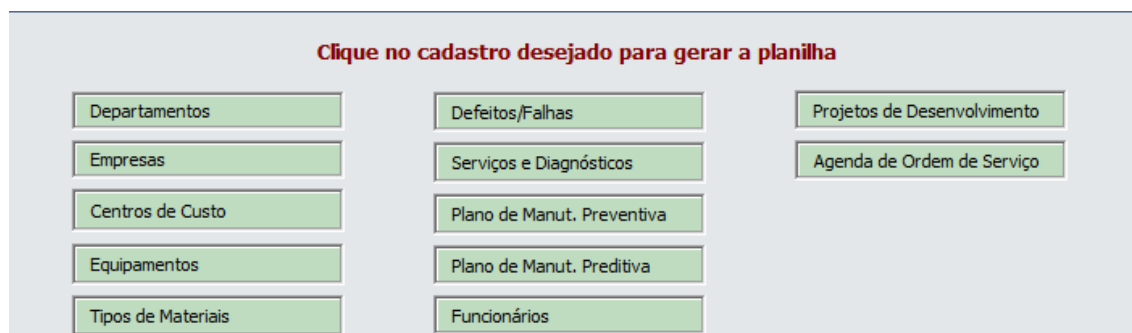 Clique no cadastro desejado para gerar a planilha
Departamentos
Empresas
Centros de Custo
Equipamentos
Tipos de Materiais
Defeitos/Falhas
Serviços e Diagnósticos
Plano de Manut. Preventiva
Plano de Manut. Preditiva
Funcionários
Projetos de Desenvolvimento
Agenda de Ordem de Serviço